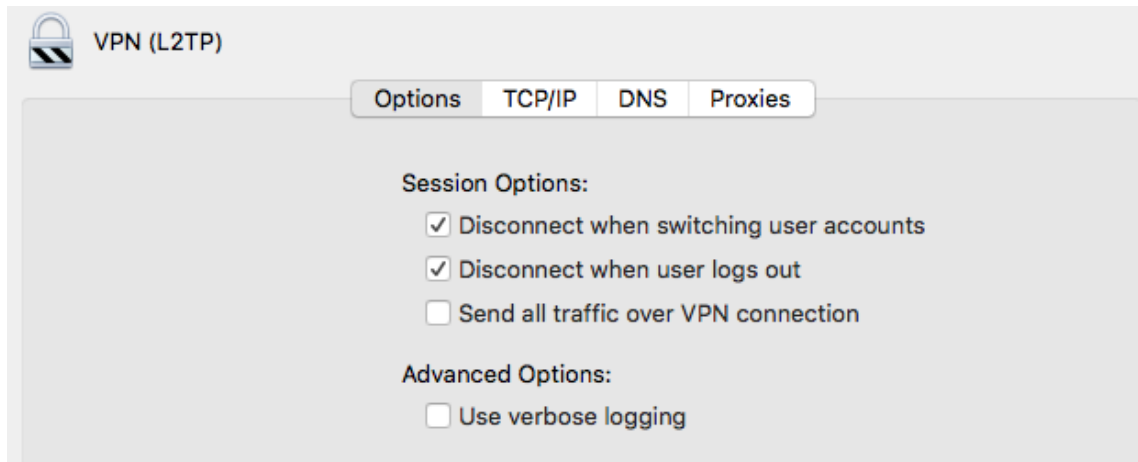 VPN (L2TP)
Options TCP/IP DNS Proxies
Session Options:
Disconnect when switching user accounts
Disconnect when user logs out
Send all traffic over VPN connection
Advanced Options:
Use verbose logging